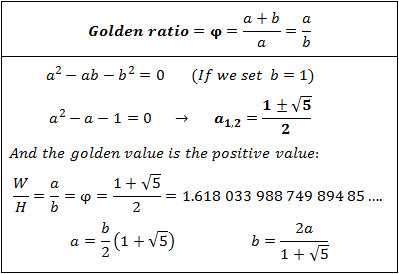 Golden ratio = φ = (a + b)/a = a/b
a² − ab − b² = 0 (If we set b = 1)
a² − a − 1 = 0 → a₁,₂ = (1 ± √5)/2
And the golden value is the positive value:
W/H = a/b = φ = (1 + √5)/2 = 1.618 033 988 749 894 85 ....
a = b/2 (1 + √5) b = 2a/(1 + √5)